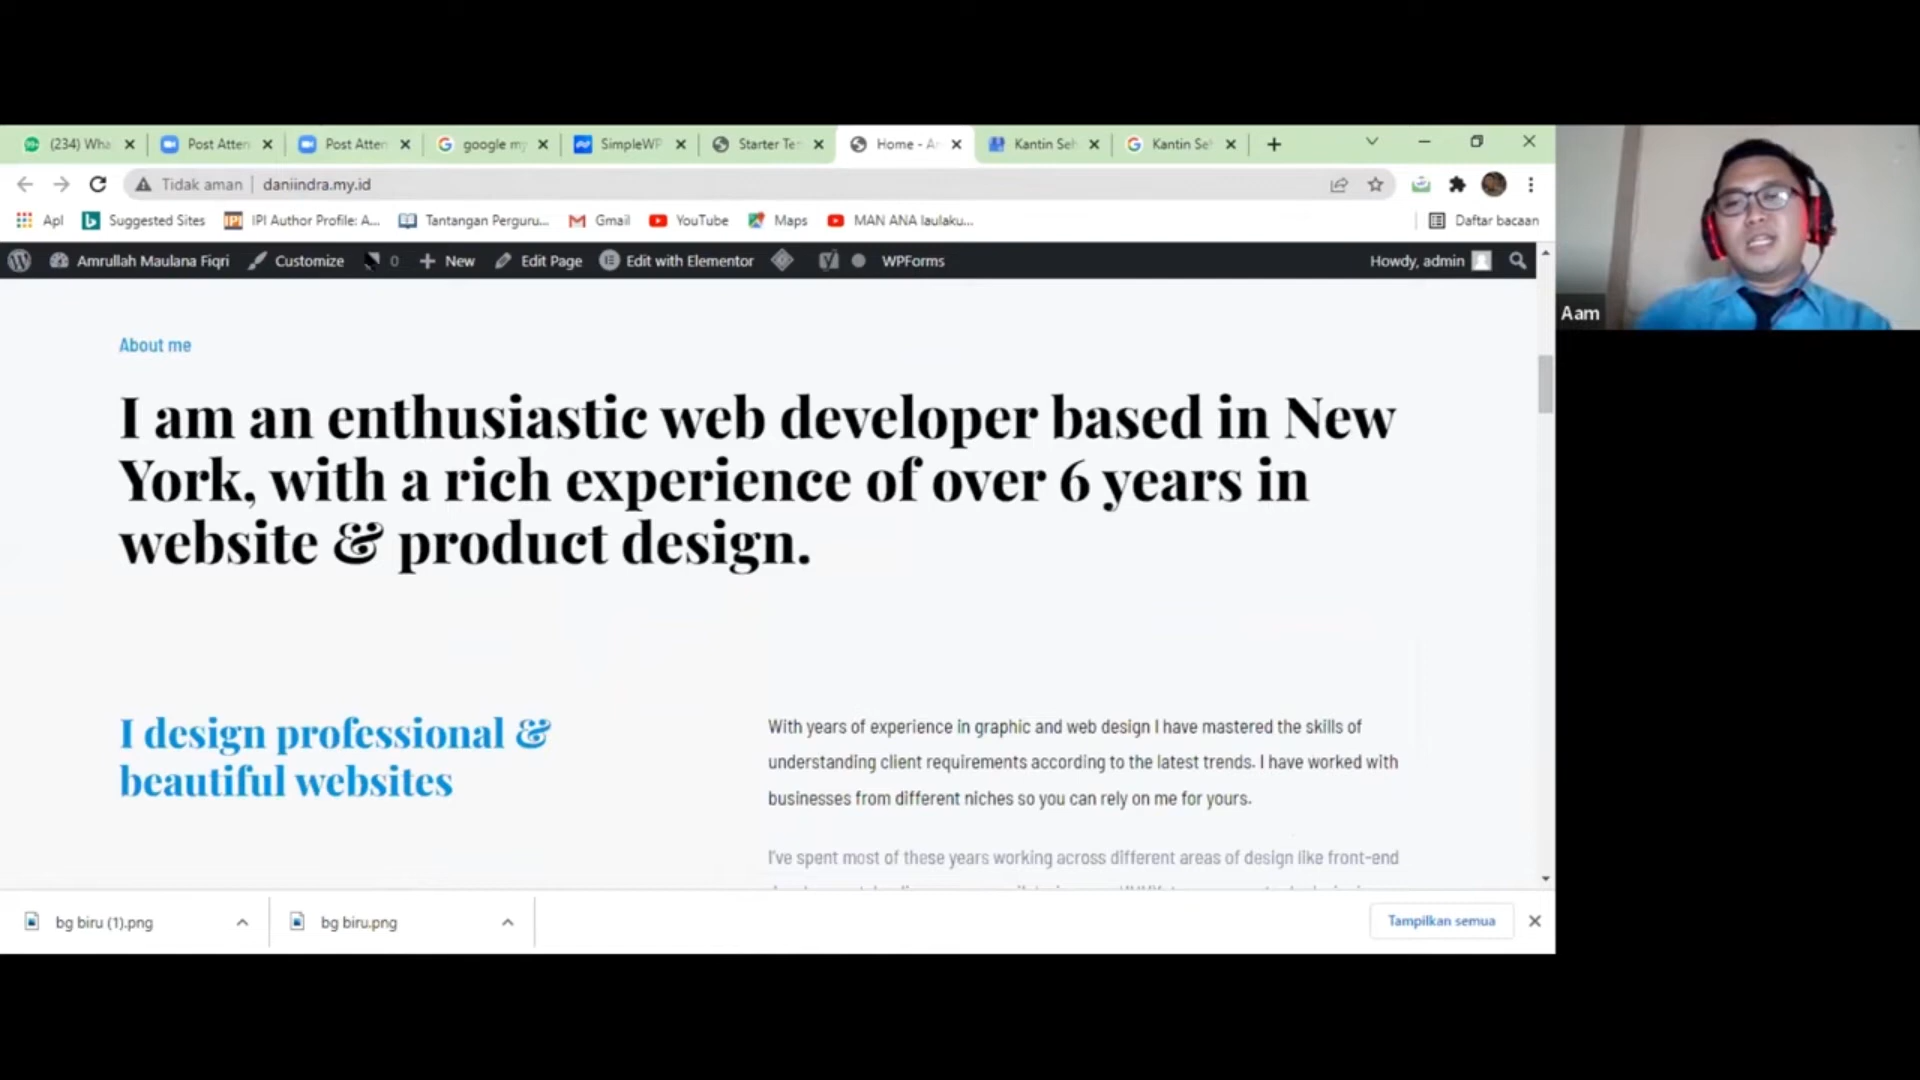 (234) Wha
Post Atten
Post Atten
google my
SimpleWP
Starter Te
Home - A
Kantin Seh
Kantin Seh
Tidak aman
daniindra.my.id
Apl
Suggested Sites
IPI Author Profile: A...
Tantangan Perguru...
Gmail
YouTube
Maps
MAN ANA laulaku...
Daftar bacaan
Amrullah Maulana Fiqri
Customize
0
New
Edit Page
Edit with Elementor
WPForms
Howdy, admin
Aam
About me
I am an enthusiastic web developer based in New
York, with a rich experience of over 6 years in
website & product design.
I design professional &
beautiful websites
With years of experience in graphic and web design I have mastered the skills of
understanding client requirements according to the latest trends. I have worked with
businesses from different niches so you can rely on me for yours.
I've spent most of these years working across different areas of design like front-end
bg biru (1).png
bg biru.png
Tampilkan semua